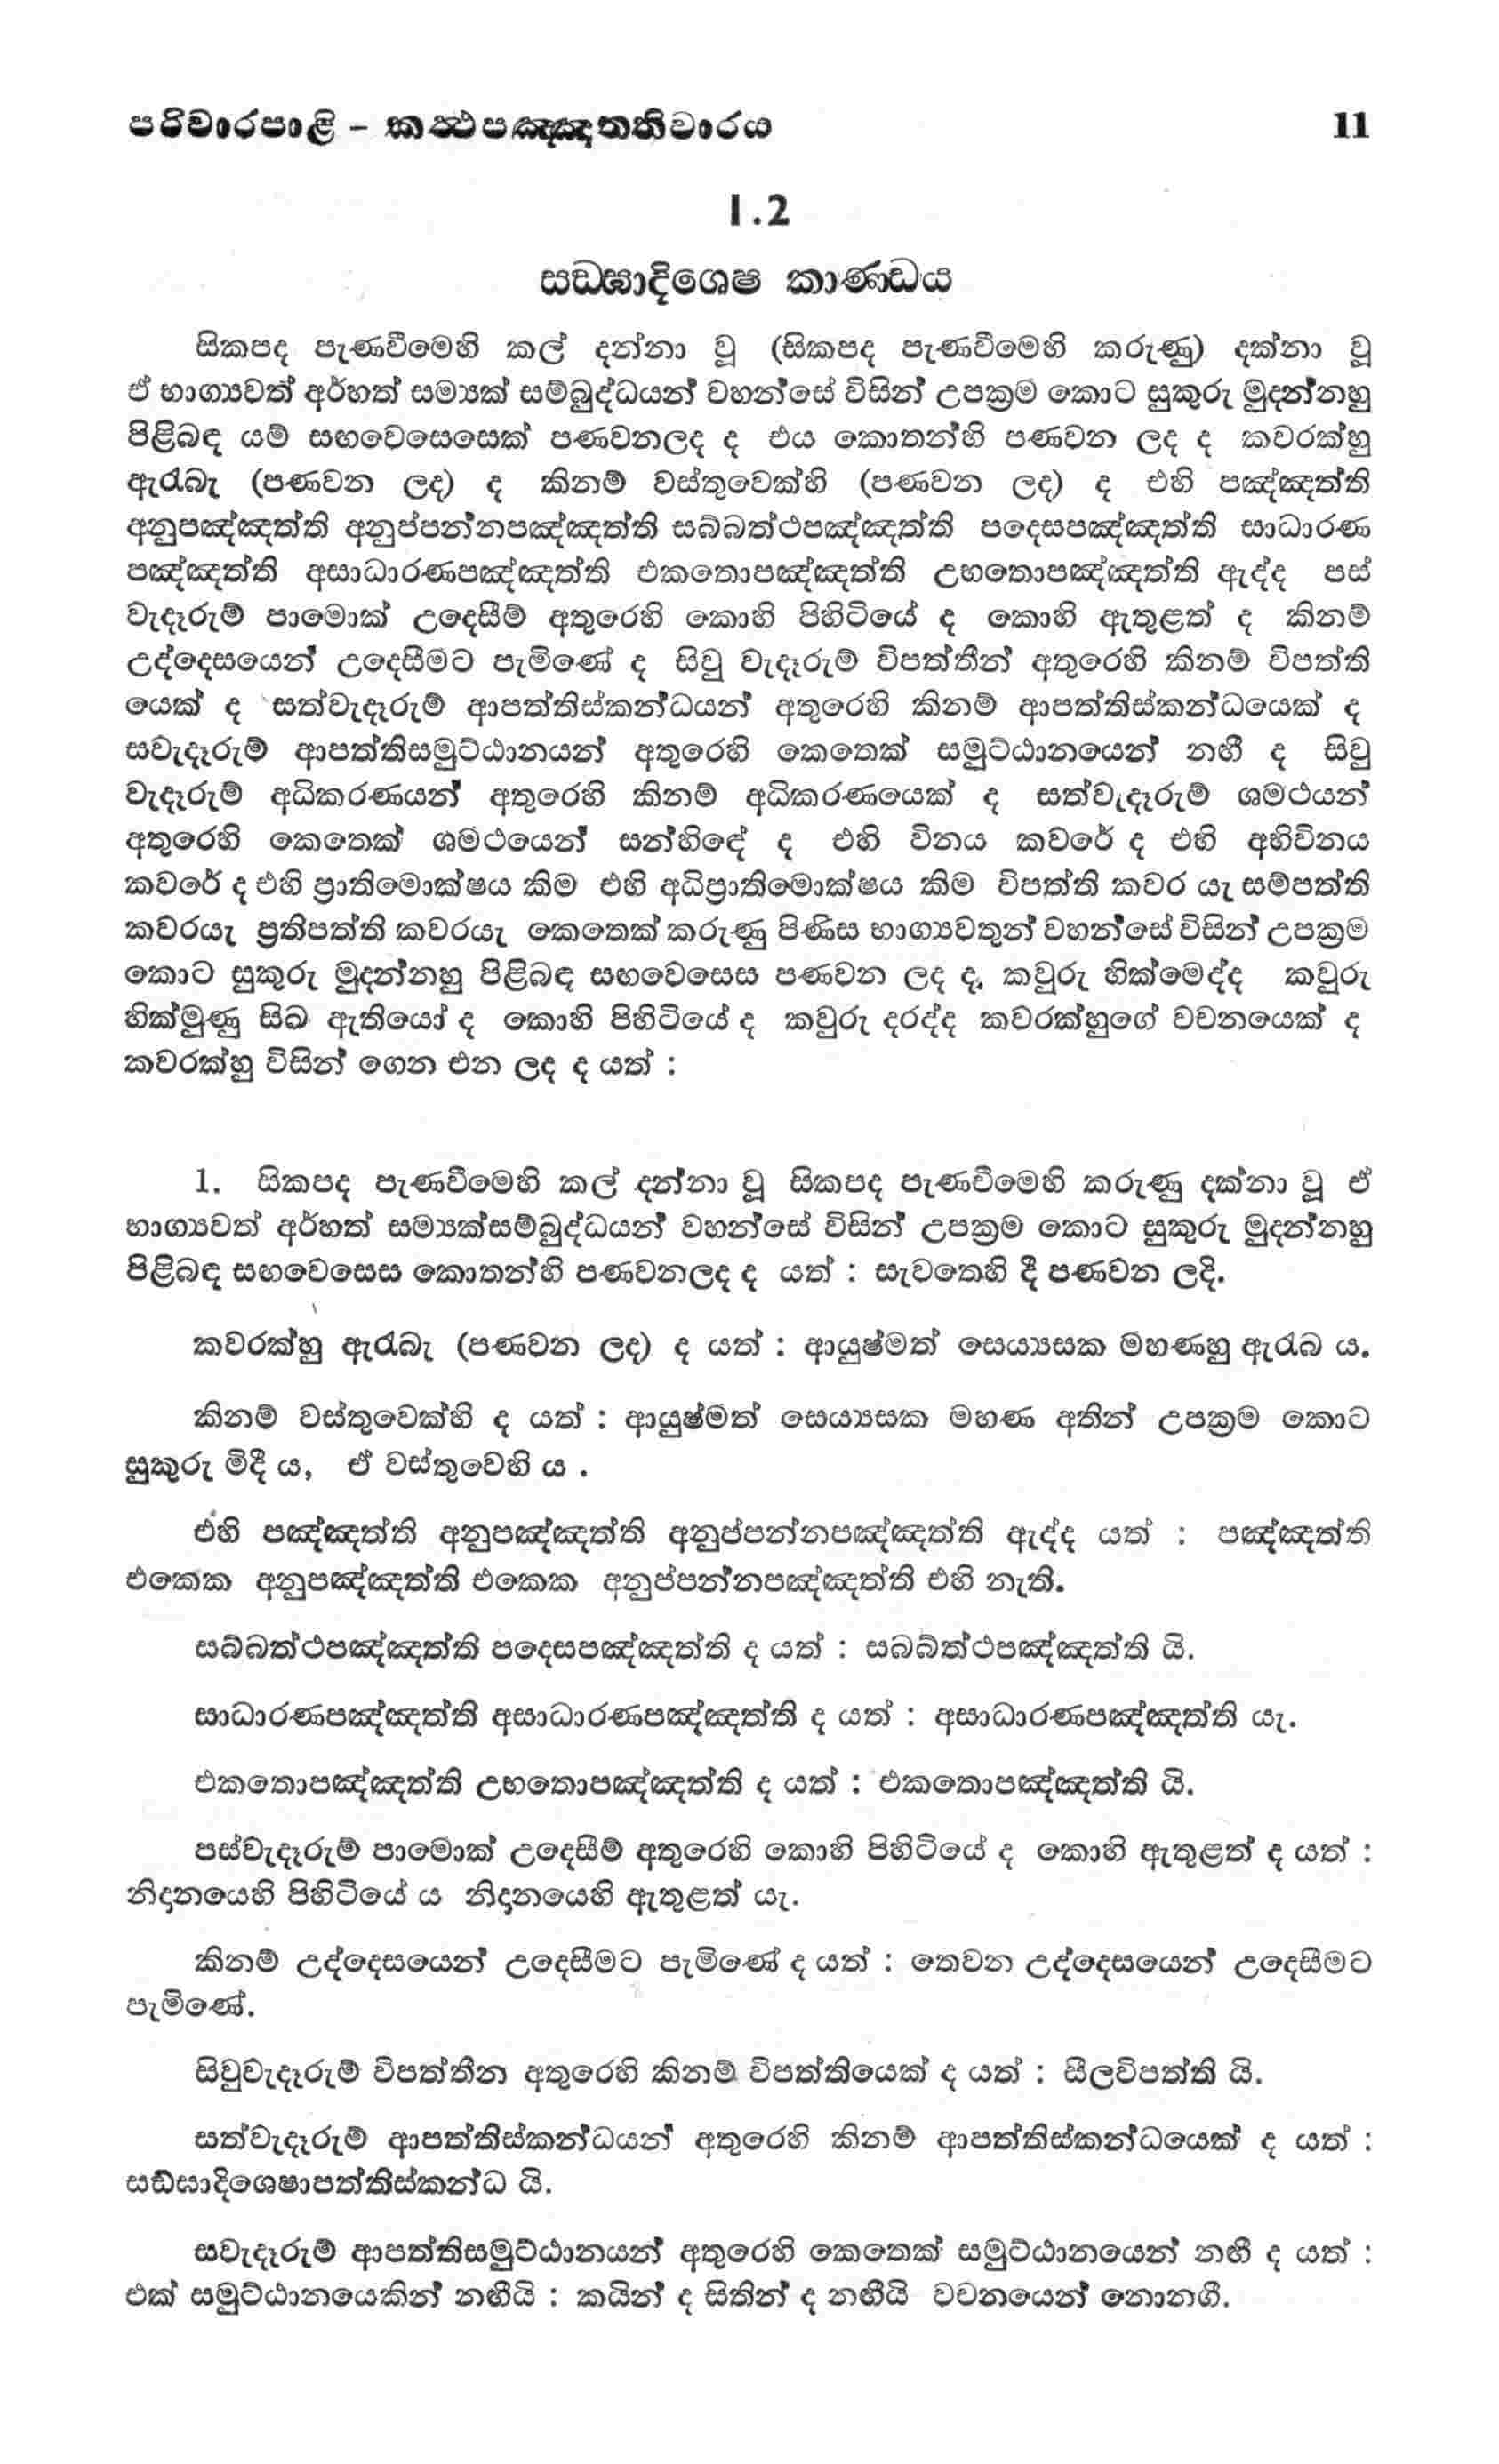 පරිවාරපාළි – කත්‍ථපඤ්ඤත්තිවාරය 11
1.2
සඞ්ඝාදිශෙෂ කාණ්ඩය
සිකපද පැණවීමෙහි කල් දන්නා වූ (සිකපද පැණවීමෙහි කරුණු) දක්නා වූ
ඒ භාග්‍යවත් අර්හත් සම්‍යක් සම්බුද්ධයන් වහන්සේ විසින් උපක්‍රම කොට සුකුරු මුදන්නහු
පිළිබඳ යම් සඟවෙසෙසෙක් පණවනලද ද එය කොතන්හි පණවන ලද ද කවරක්හු
ඇරැබැ (පණවන ලද) ද කිනම් වස්තුවෙක්හි (පණවන ලද) ද එහි පඤ්ඤත්ති
අනුපඤ්ඤත්ති අනුප්පන්නපඤ්ඤත්ති සබ්බත්ථපඤ්ඤත්ති පදෙසපඤ්ඤත්ති සාධාරණ
පඤ්ඤත්ති අසාධාරණපඤ්ඤත්ති එකතොපඤ්ඤත්ති උභතොපඤ්ඤත්ති ඇද්ද පස්
වැදෑරුම් පාමොක් උදෙසීම් අතුරෙහි කොහි පිහිටියේ ද කොහි ඇතුළත් ද කිනම්
උද්දෙසයෙන් උදෙසීමට පැමිණේ ද සිවු වැදෑරුම් විපත්තීන් අතුරෙහි කිනම් විපත්ති
යෙක් ද සත්වැදෑරුම් ආපත්තිස්කන්ධයන් අතුරෙහි කිනම් ආපත්තිස්කන්ධයෙක් ද
සවැදෑරුම් ආපත්තිසමුට්ඨානයන් අතුරෙහි කෙතෙක් සමුට්ඨානයෙන් නඟී ද සිවු
වැදෑරුම් අධිකරණයන් අතුරෙහි කිනම් අධිකරණයෙක් ද සත්වැදෑරුම් ශමථයන්
අතුරෙහි කෙතෙක් ශමථයෙන් සන්හිඳේ ද එහි විනය කවරේ ද එහි අභිවිනය
කවරේ ද එහි ප්‍රාතිමොක්ෂය කිම එහි අධිප්‍රාතිමොක්ෂය කිම විපත්ති කවර යැ සම්පත්ති
කවරයැ ප්‍රතිපත්ති කවරයැ කෙතෙක් කරුණු පිණිස භාග්‍යවතුන් වහන්සේ විසින් උපක්‍රම
කොට සුකුරු මුදන්නහු පිළිබඳ සඟවෙසෙස පණවන ලද ද, කවුරු හික්මෙද්ද කවුරු
හික්මුණු සිඛ ඇතියෝ ද කොහි පිහිටියේ ද කවුරු දරද්ද කවරක්හුගේ වචනයෙක් ද
කවරක්හු විසින් ගෙන එන ලද ද යත් :
1. සිකපද පැණවීමෙහි කල් දන්නා වූ සිකපද පැණවීමෙහි කරුණු දක්නා වූ ඒ
භාග්‍යවත් අර්හත් සම්‍යක්සම්බුද්ධයන් වහන්සේ විසින් උපක්‍රම කොට සුකුරු මුදන්නහු
පිළිබඳ සඟවෙසෙස කොතන්හි පණවනලද ද යත් : සැවතෙහි දී පණවන ලදි.
කවරක්හු ඇරැබැ (පණවන ලද) ද යත් : ආයුෂ්මත් සෙය්‍යසක මහණහු ඇරැබ ය.
කිනම් වස්තුවෙක්හි ද යත් : ආයුෂ්මත් සෙය්‍යසක මහණ අතින් උපක්‍රම කොට
සුකුරු මිදී ය, ඒ වස්තුවෙහි ය .
එහි පඤ්ඤත්ති අනුපඤ්ඤත්ති අනුප්පන්නපඤ්ඤත්ති ඇද්ද යත් : පඤ්ඤත්ති
එකෙක අනුපඤ්ඤත්ති එකෙක අනුප්පන්නපඤ්ඤත්ති එහි නැති.
සබ්බත්ථපඤ්ඤත්ති පදෙසපඤ්ඤත්ති ද යත් : සබබ්ත්ථපඤ්ඤත්ති යි.
සාධාරණපඤ්ඤත්ති අසාධාරණපඤ්ඤත්ති ද යත් : අසාධාරණපඤ්ඤත්ති යැ.
එකතොපඤ්ඤත්ති උභතොපඤ්ඤත්ති ද යත් : එකතොපඤ්ඤත්ති යි.
පස්වැදෑරුම් පාමොක් උදෙසීම් අතුරෙහි කොහි පිහිටියේ ද කොහි ඇතුළත් ද යත් :
නිදානයෙහි පිහිටියේ ය නිදානයෙහි ඇතුළත් යැ.
කිනම් උද්දෙසයෙන් උදෙසීමට පැමිණේ ද යත් : තෙවන උද්දෙසයෙන් උදෙසීමට
පැමිණේ.
සිවුවැදෑරුම් විපත්තීන අතුරෙහි කිනම් විපත්තියෙක් ද යත් : සීලවිපත්ති යි.
සත්වැදෑරුම් ආපත්තිස්කන්ධයන් අතුරෙහි කිනම් ආපත්තිස්කන්ධයෙක් ද යත් :
සඞ්ඝාදිශෙෂාපත්තිස්කන්ධ යි.
සවැදෑරුම් ආපත්තිසමුට්ඨානයන් අතුරෙහි කෙතෙක් සමුට්ඨානයෙන් නඟී ද යත් :
එක් සමුට්ඨානයෙකින් නඟීයි : කයින් ද සිතින් ද නඟීයි වචනයෙන් නොනගී.